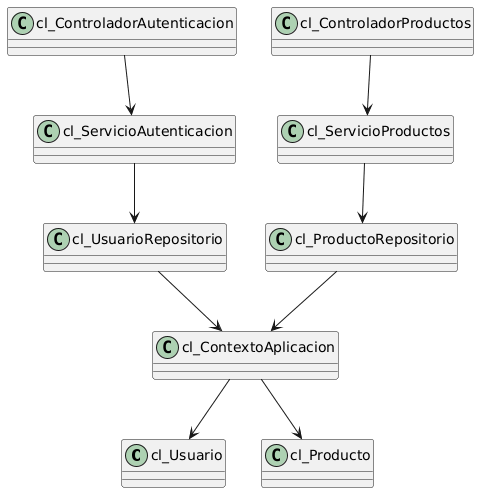 C cl_ControladorAutenticacion
C cl_ControladorProductos
C cl_ServicioAutenticacion
C cl_ServicioProductos
C cl_UsuarioRepositorio
C cl_ProductoRepositorio
C cl_ContextoAplicacion
C cl_Usuario
C cl_Producto